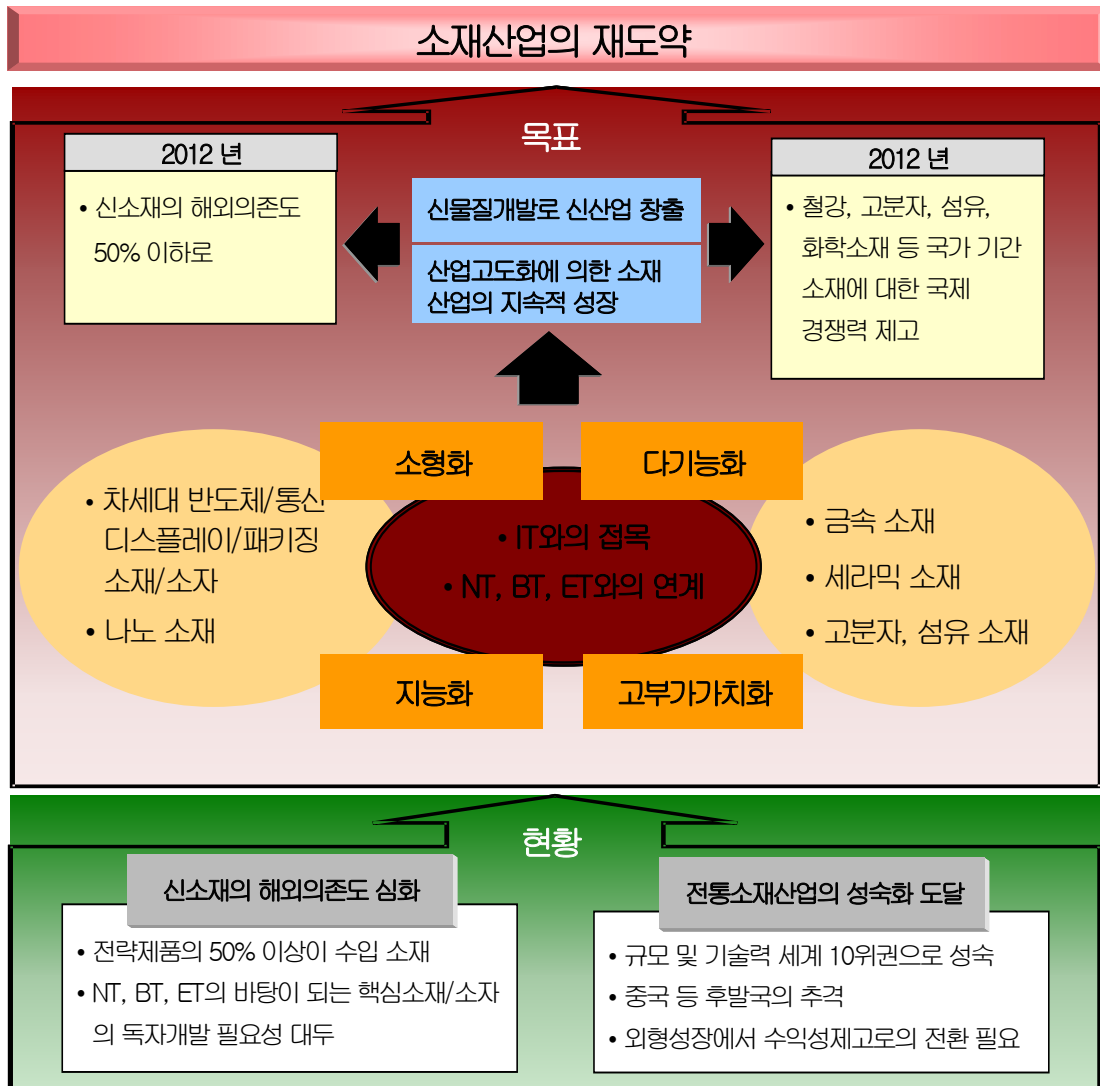 소재산업의 재도약
목표
2012 년
• 신소재의 해외의존도
50% 이하로
신물질개발로 신산업 창출
산업고도화에 의한 소재
산업의 지속적 성장
2012 년
• 철강, 고분자, 섬유,
화학소재 등 국가 기간
소재에 대한 국제
경쟁력 제고
소형화
다기능화
• 차세대 반도체/통신
디스플레이/패키징
소재/소자
• 나노 소재
• IT와의 접목
• NT, BT, ET와의 연계
• 금속 소재
• 세라믹 소재
• 고분자, 섬유 소재
지능화
고부가가치화
현황
신소재의 해외의존도 심화
• 전략제품의 50% 이상이 수입 소재
• NT, BT, ET의 바탕이 되는 핵심소재/소자
의 독자개발 필요성 대두
전통소재산업의 성숙화 도달
• 규모 및 기술력 세계 10위권으로 성숙
• 중국 등 후발국의 추격
• 외형성장에서 수익성제고로의 전환 필요